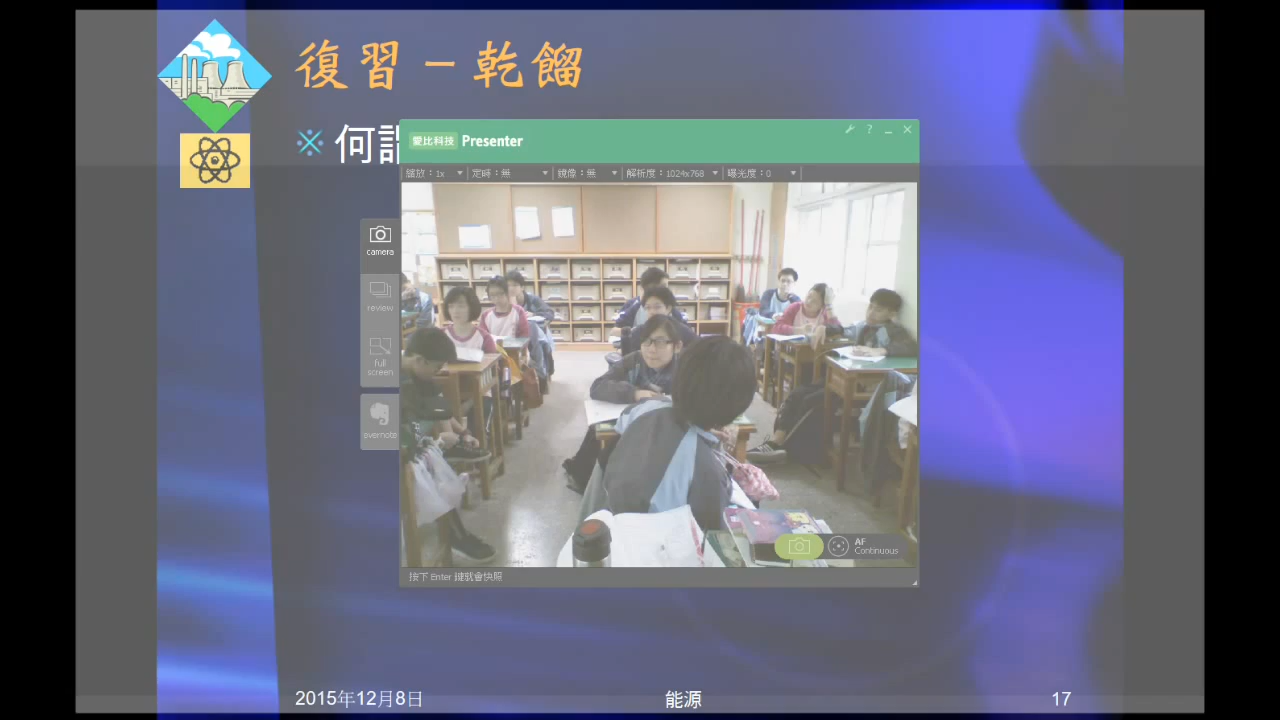 復習－乾餾
※ 何謂
愛比科技 Presenter
縮放：1x 定時：無 鏡像：無 解析度：1024x768 曝光度：0
camera
review
full
screen
evernote
AF
Continuous
按下 Enter 鍵就會快照
2015年12月8日 能源 17